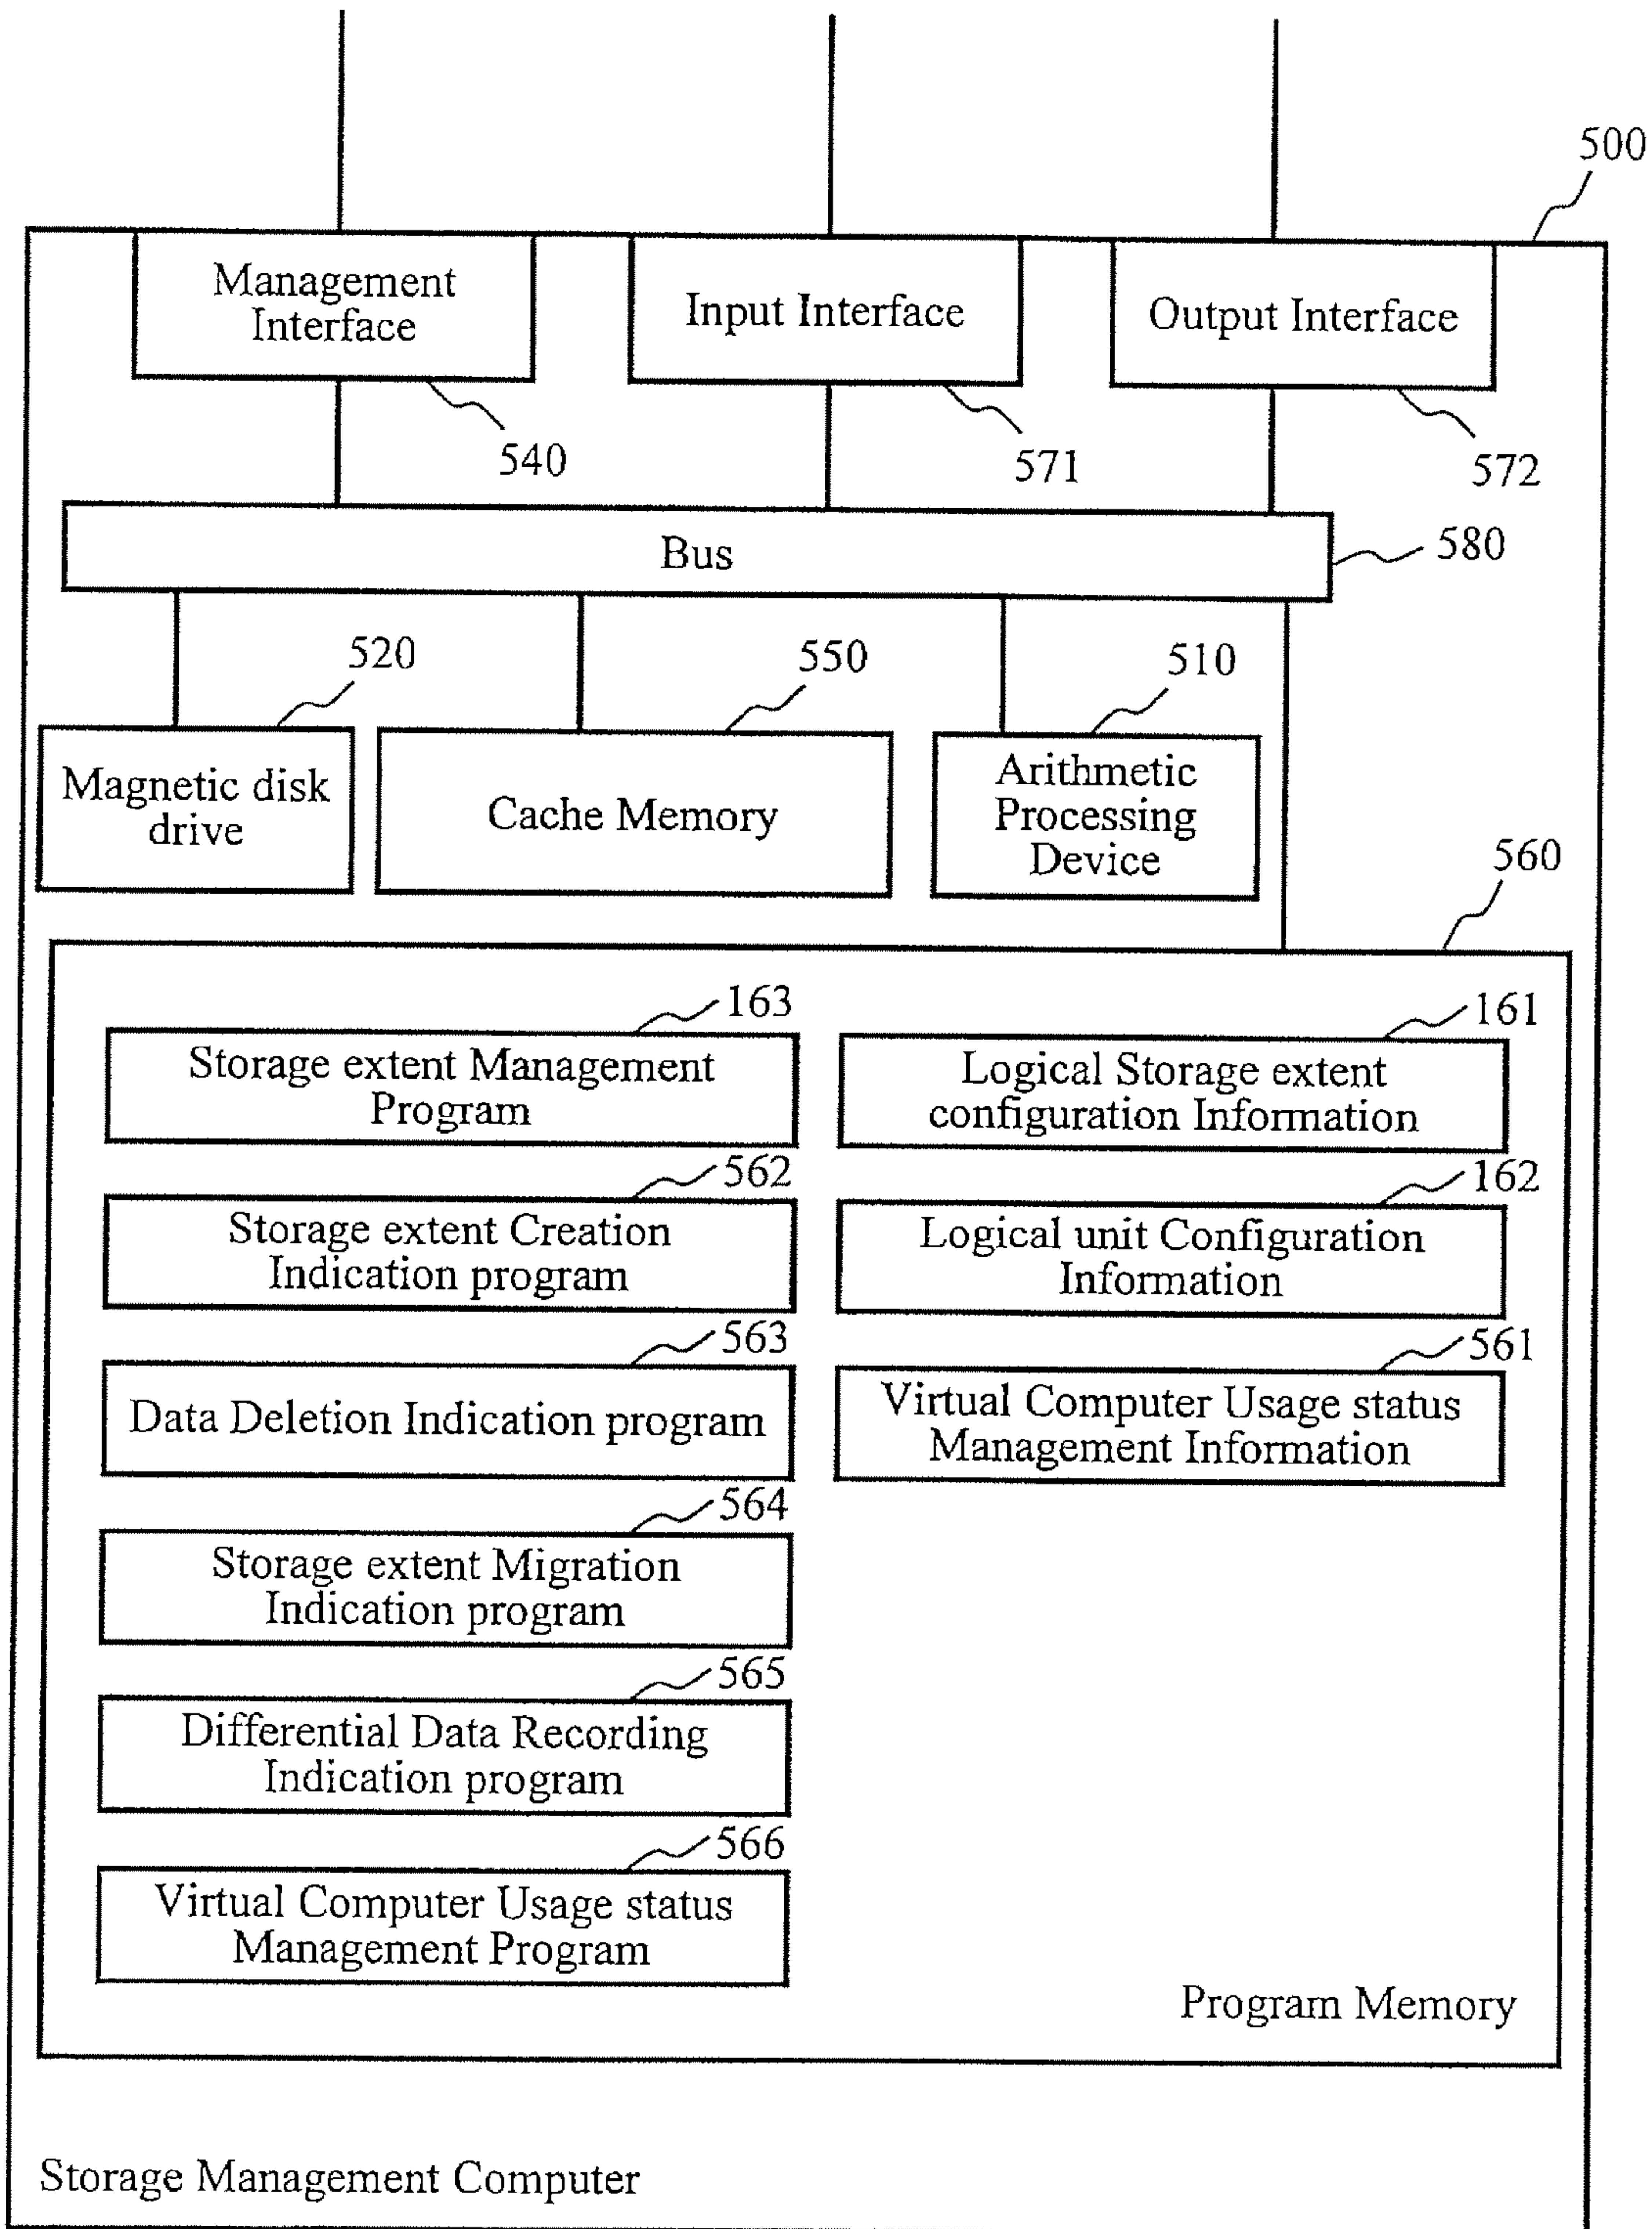 500
Management
Interface
Input Interface
Output Interface
540
571
572
Bus
580
520
550
510
Magnetic disk
drive
Cache Memory
Arithmetic
Processing
Device
560
163
161
Storage extent Management
Program
Logical Storage extent
configuration Information
562
162
Storage extent Creation
Indication program
Logical unit Configuration
Information
563
561
Data Deletion Indication program
Virtual Computer Usage status
Management Information
564
Storage extent Migration
Indication program
565
Differential Data Recording
Indication program
566
Virtual Computer Usage status
Management Program
Program Memory
Storage Management Computer